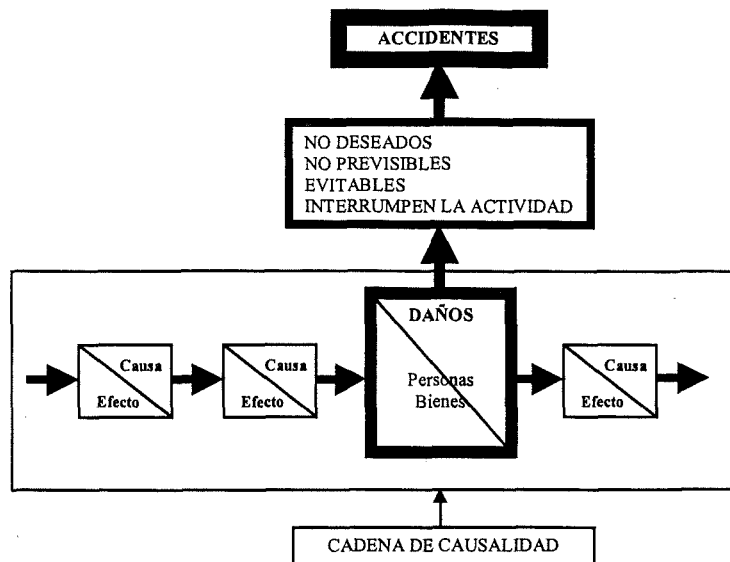 ACCIDENTES
NO DESEADOS
NO PREVISIBLES
EVITABLES
INTERRUMPEN LA ACTIVIDAD
DAÑOS
Personas
Bienes
Causa
Efecto
Causa
Efecto
Causa
Efecto
CADENA DE CAUSALIDAD